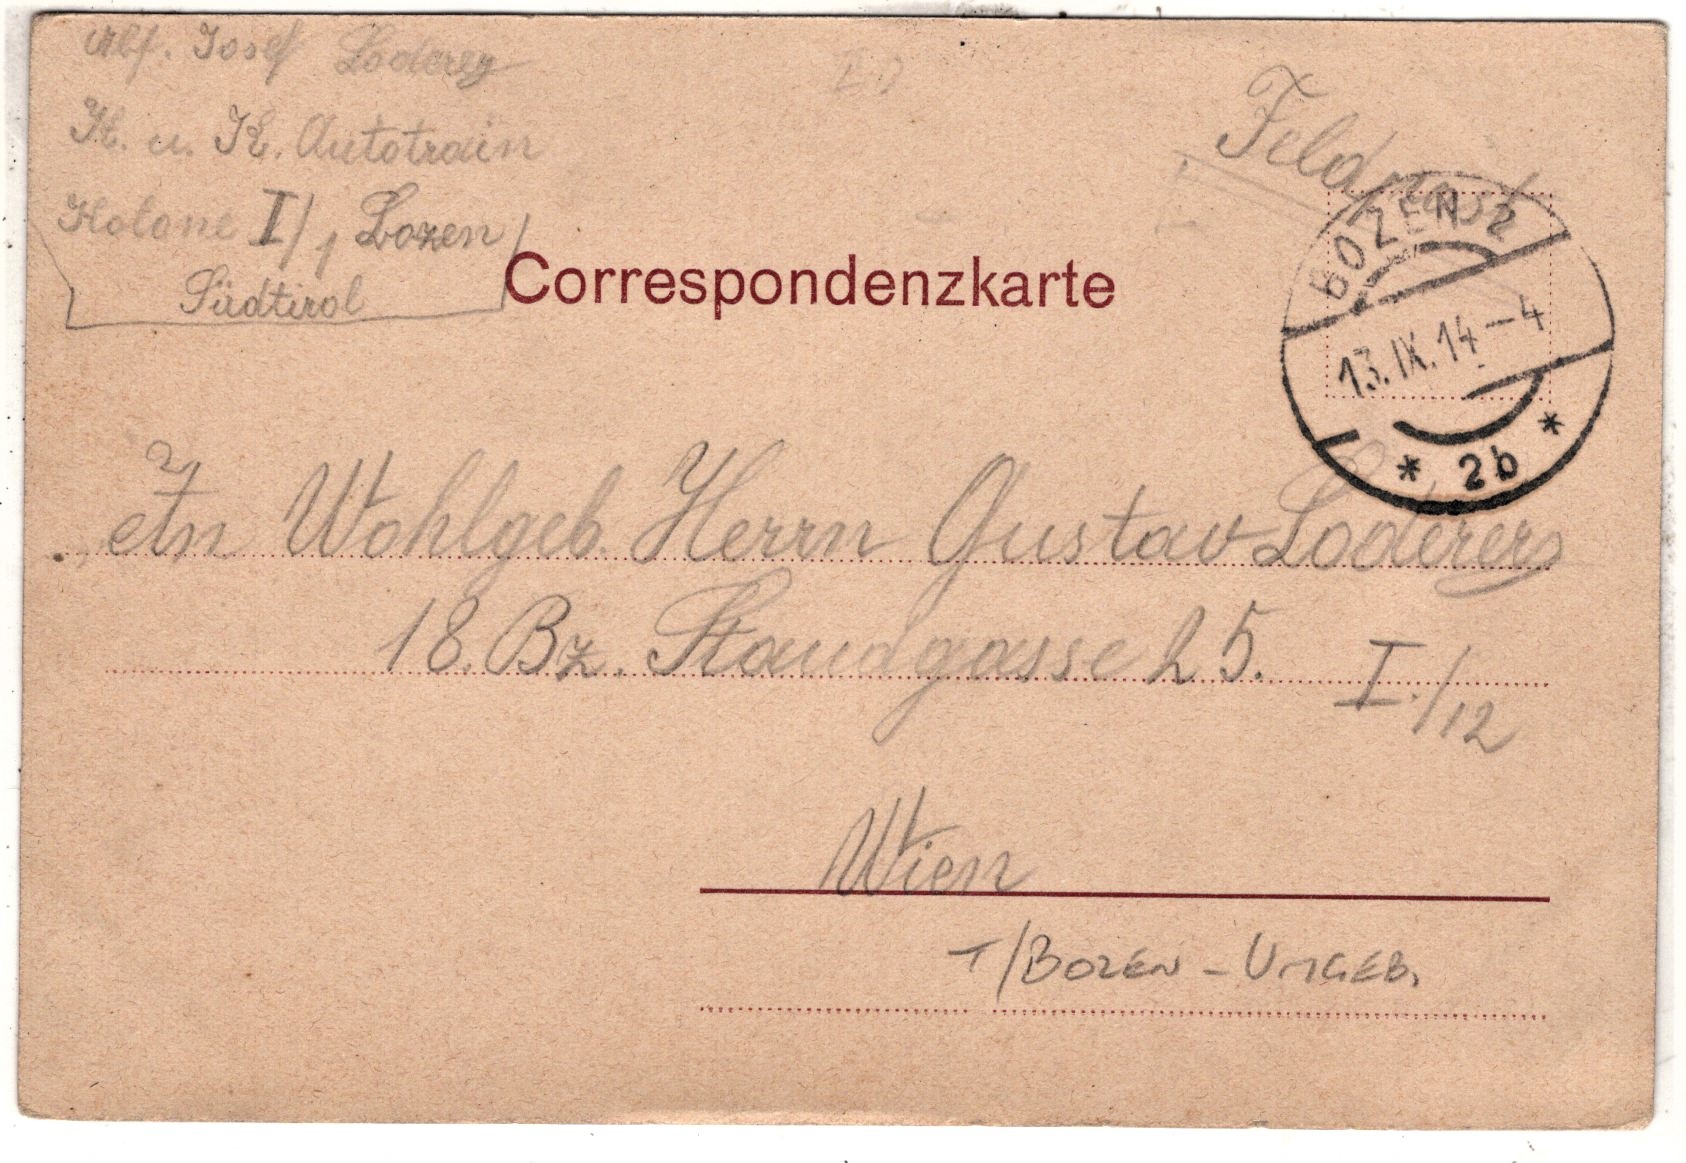 Abs. Josef Loderer
K. u. K. Autotrain
Kolone I/1 Bozen
Südtirol
Feldpost
Correspondenzkarte
BOZEN 2
13.IX.14-4
* 2b *
An Wohlgeb. Herrn Gustav Loderer
18. Bz. Staudgasse 25.
I./12
Wien
T/BOZEN - UMGEB.